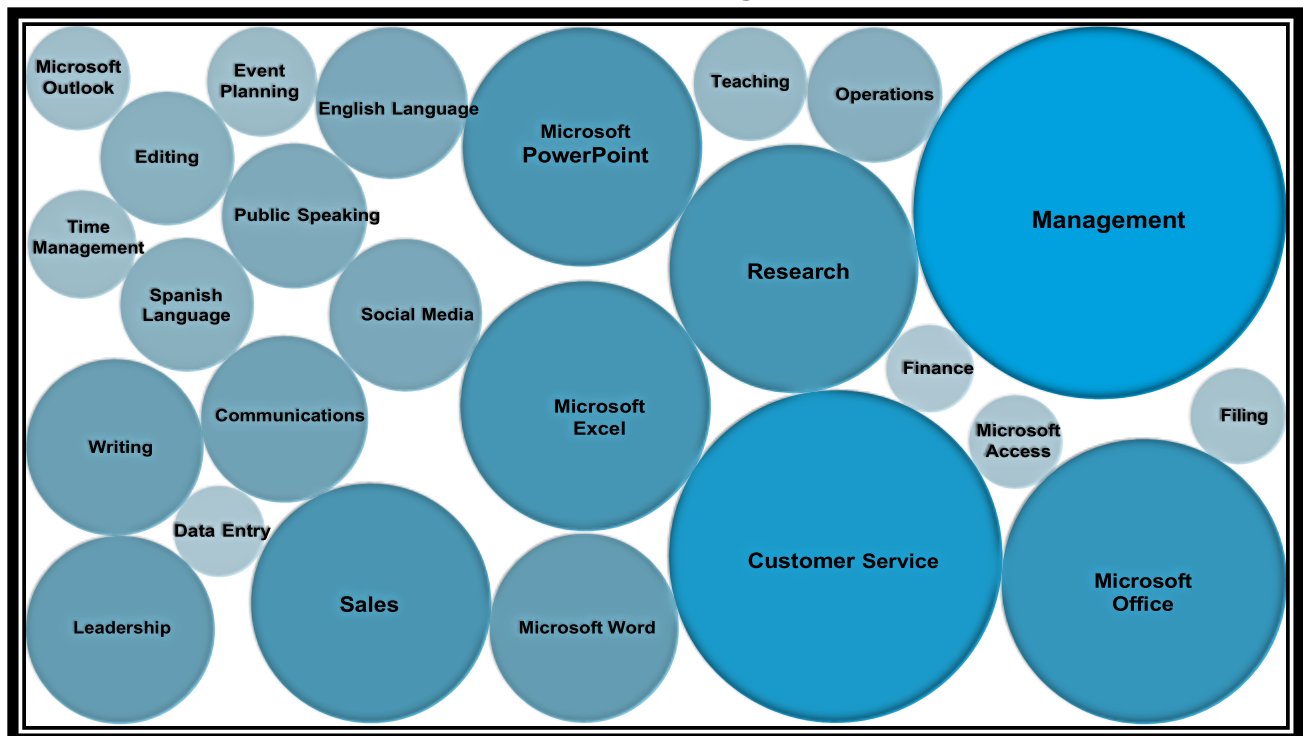 Microsoft
Outlook
Event
Planning
English Language
Microsoft
PowerPoint
Teaching
Operations
Editing
Public Speaking
Management
Time
Management
Research
Spanish
Language
Social Media
Finance
Communications
Microsoft
Excel
Filing
Writing
Microsoft
Access
Data Entry
Customer Service
Microsoft
Office
Sales
Leadership
Microsoft Word